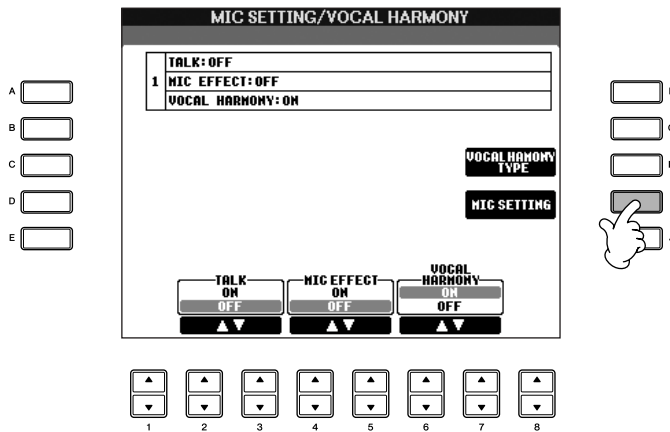 MIC SETTING/VOCAL HARMONY
TALK:OFF
1 MIC EFFECT:OFF
VOCAL HARMONY:ON
A
B
C
D
E
VOCAL HAMONY
TYPE
MIC SETTING
TALK
ON
OFF
MIC EFFECT
ON
OFF
VOCAL
HARMONY
ON
OFF
1 2 3 4 5 6 7 8